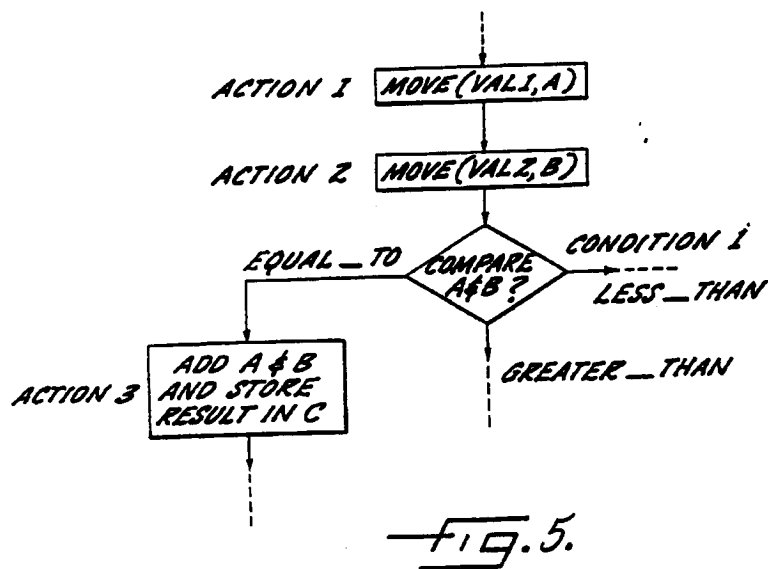 ACTION 1 MOVE(VAL1,A)
ACTION 2 MOVE(VAL2,B)
EQUAL_TO
COMPARE
A&B?
CONDITION 1
LESS_THAN
GREATER_THAN
ACTION 3
ADD A & B
AND STORE
RESULT IN C
Fig. 5.